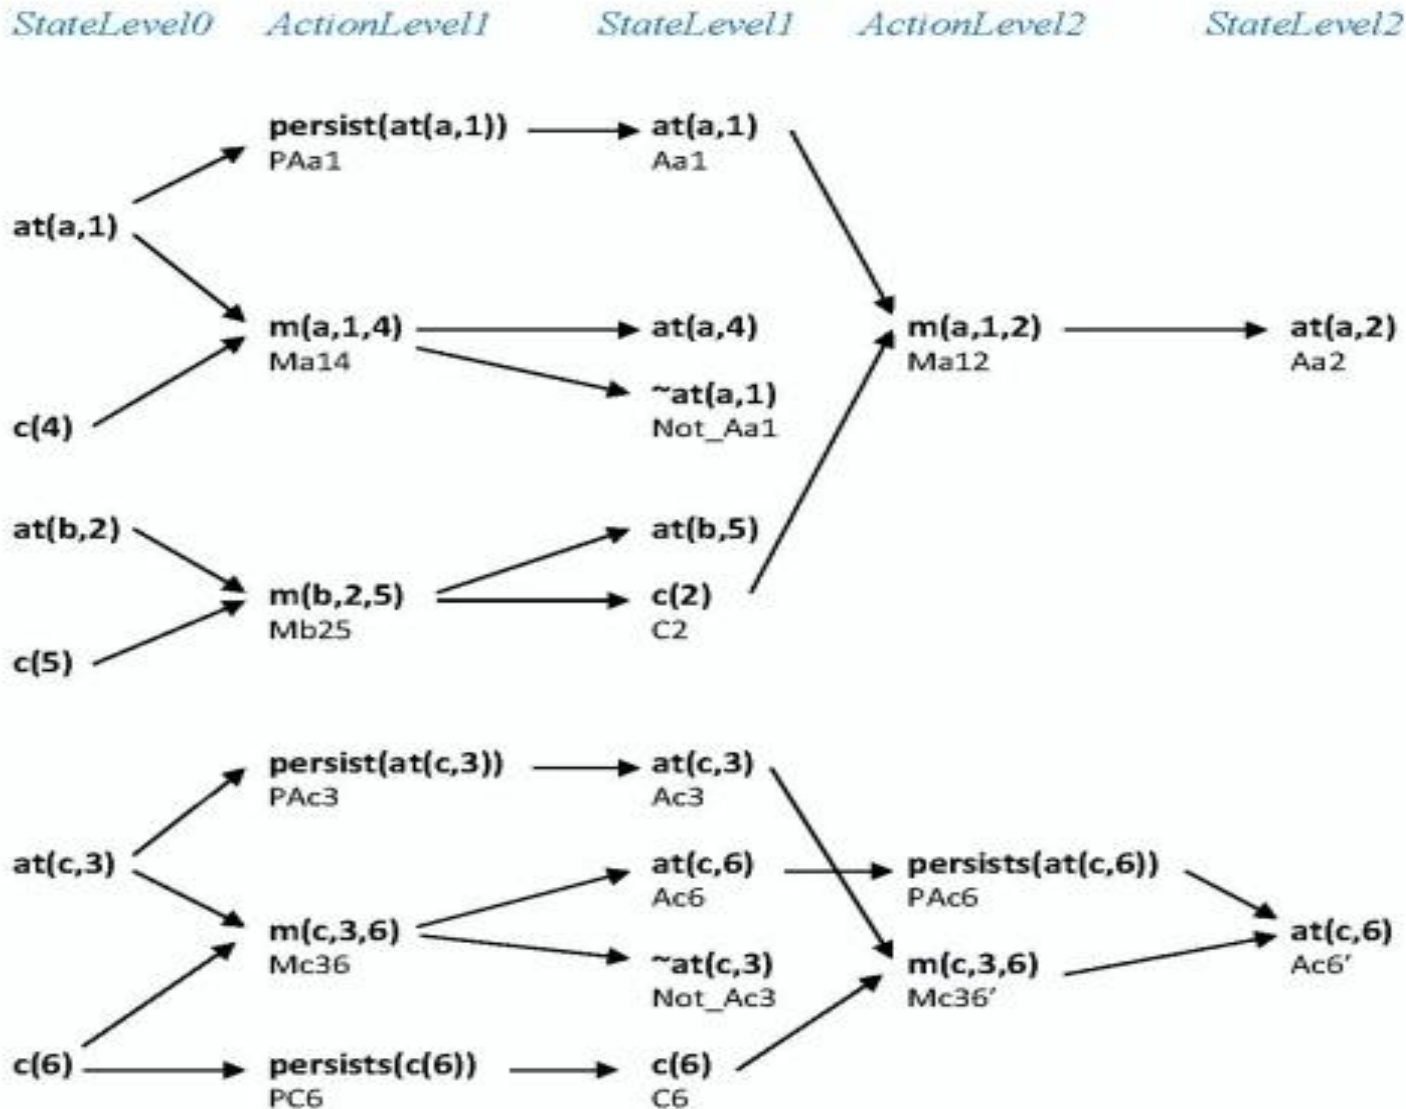 StateLevel0 ActionLevel1 StateLevel1 ActionLevel2 StateLevel2
persist(at(a,1)) at(a,1)
PAa1 Aa1
at(a,1)
m(a,1,4) at(a,4) m(a,1,2) at(a,2)
Ma14 Ma12 Aa2
~at(a,1)
c(4) Not_Aa1
at(b,2) at(b,5)
m(b,2,5) c(2)
Mb25 C2
c(5)
persist(at(c,3)) at(c,3)
PAc3 Ac3
at(c,3) at(c,6) persists(at(c,6))
Ac6 PAc6
m(c,3,6) at(c,6)
Mc36 ~at(c,3) m(c,3,6) Ac6’
Not_Ac3 Mc36’
c(6) persists(c(6)) c(6)
PC6 C6